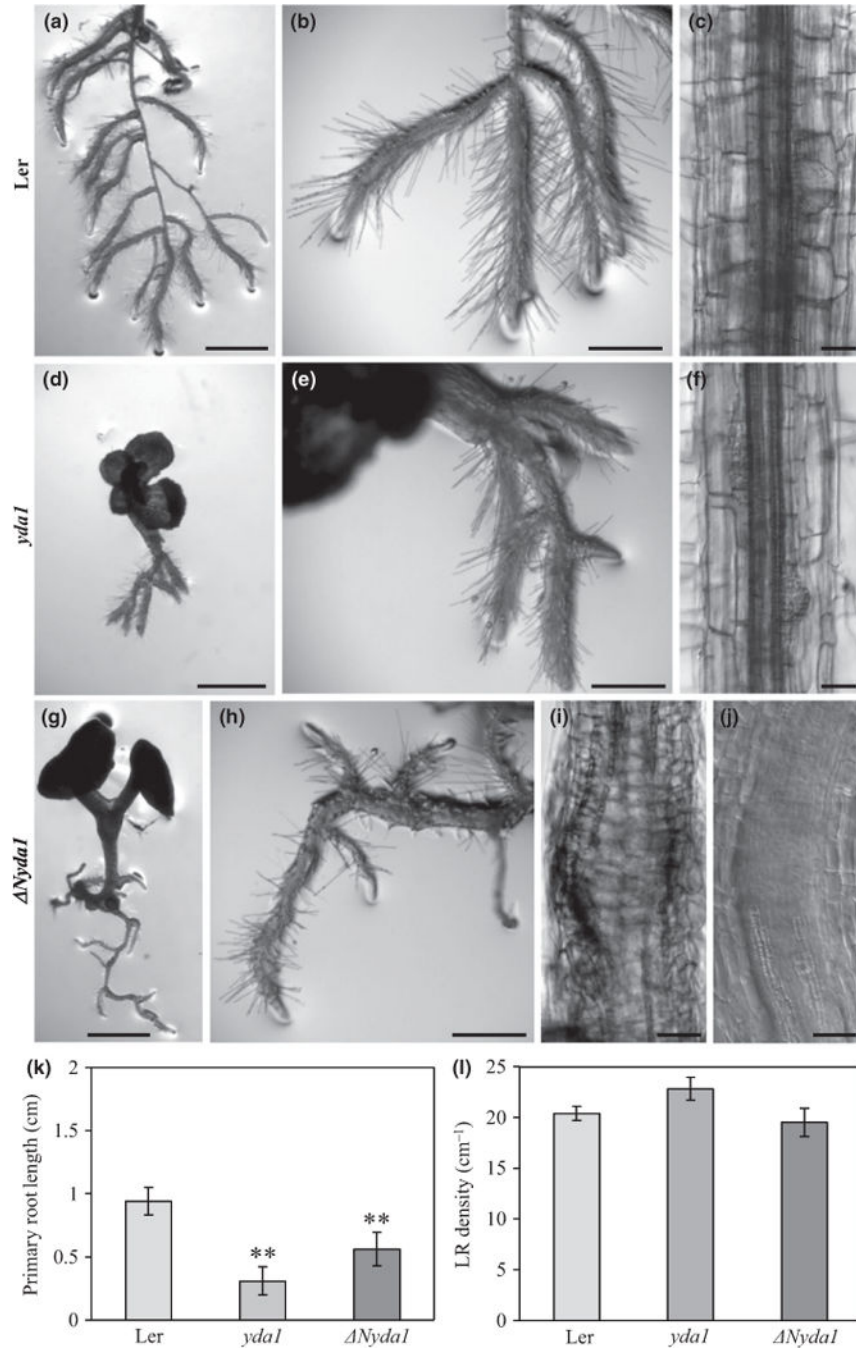 (a)
(b)
(c)
Ler
(d)
(e)
(f)
yda1
(g)
(h)
(i)
(j)
ΔNyda1
(k)
2
1.5
1
0.5
0
Primary root length (cm)
**
**
Ler
yda1
ΔNyda1
(l)
25
20
15
10
5
0
LR density (cm⁻¹)
Ler
yda1
ΔNyda1